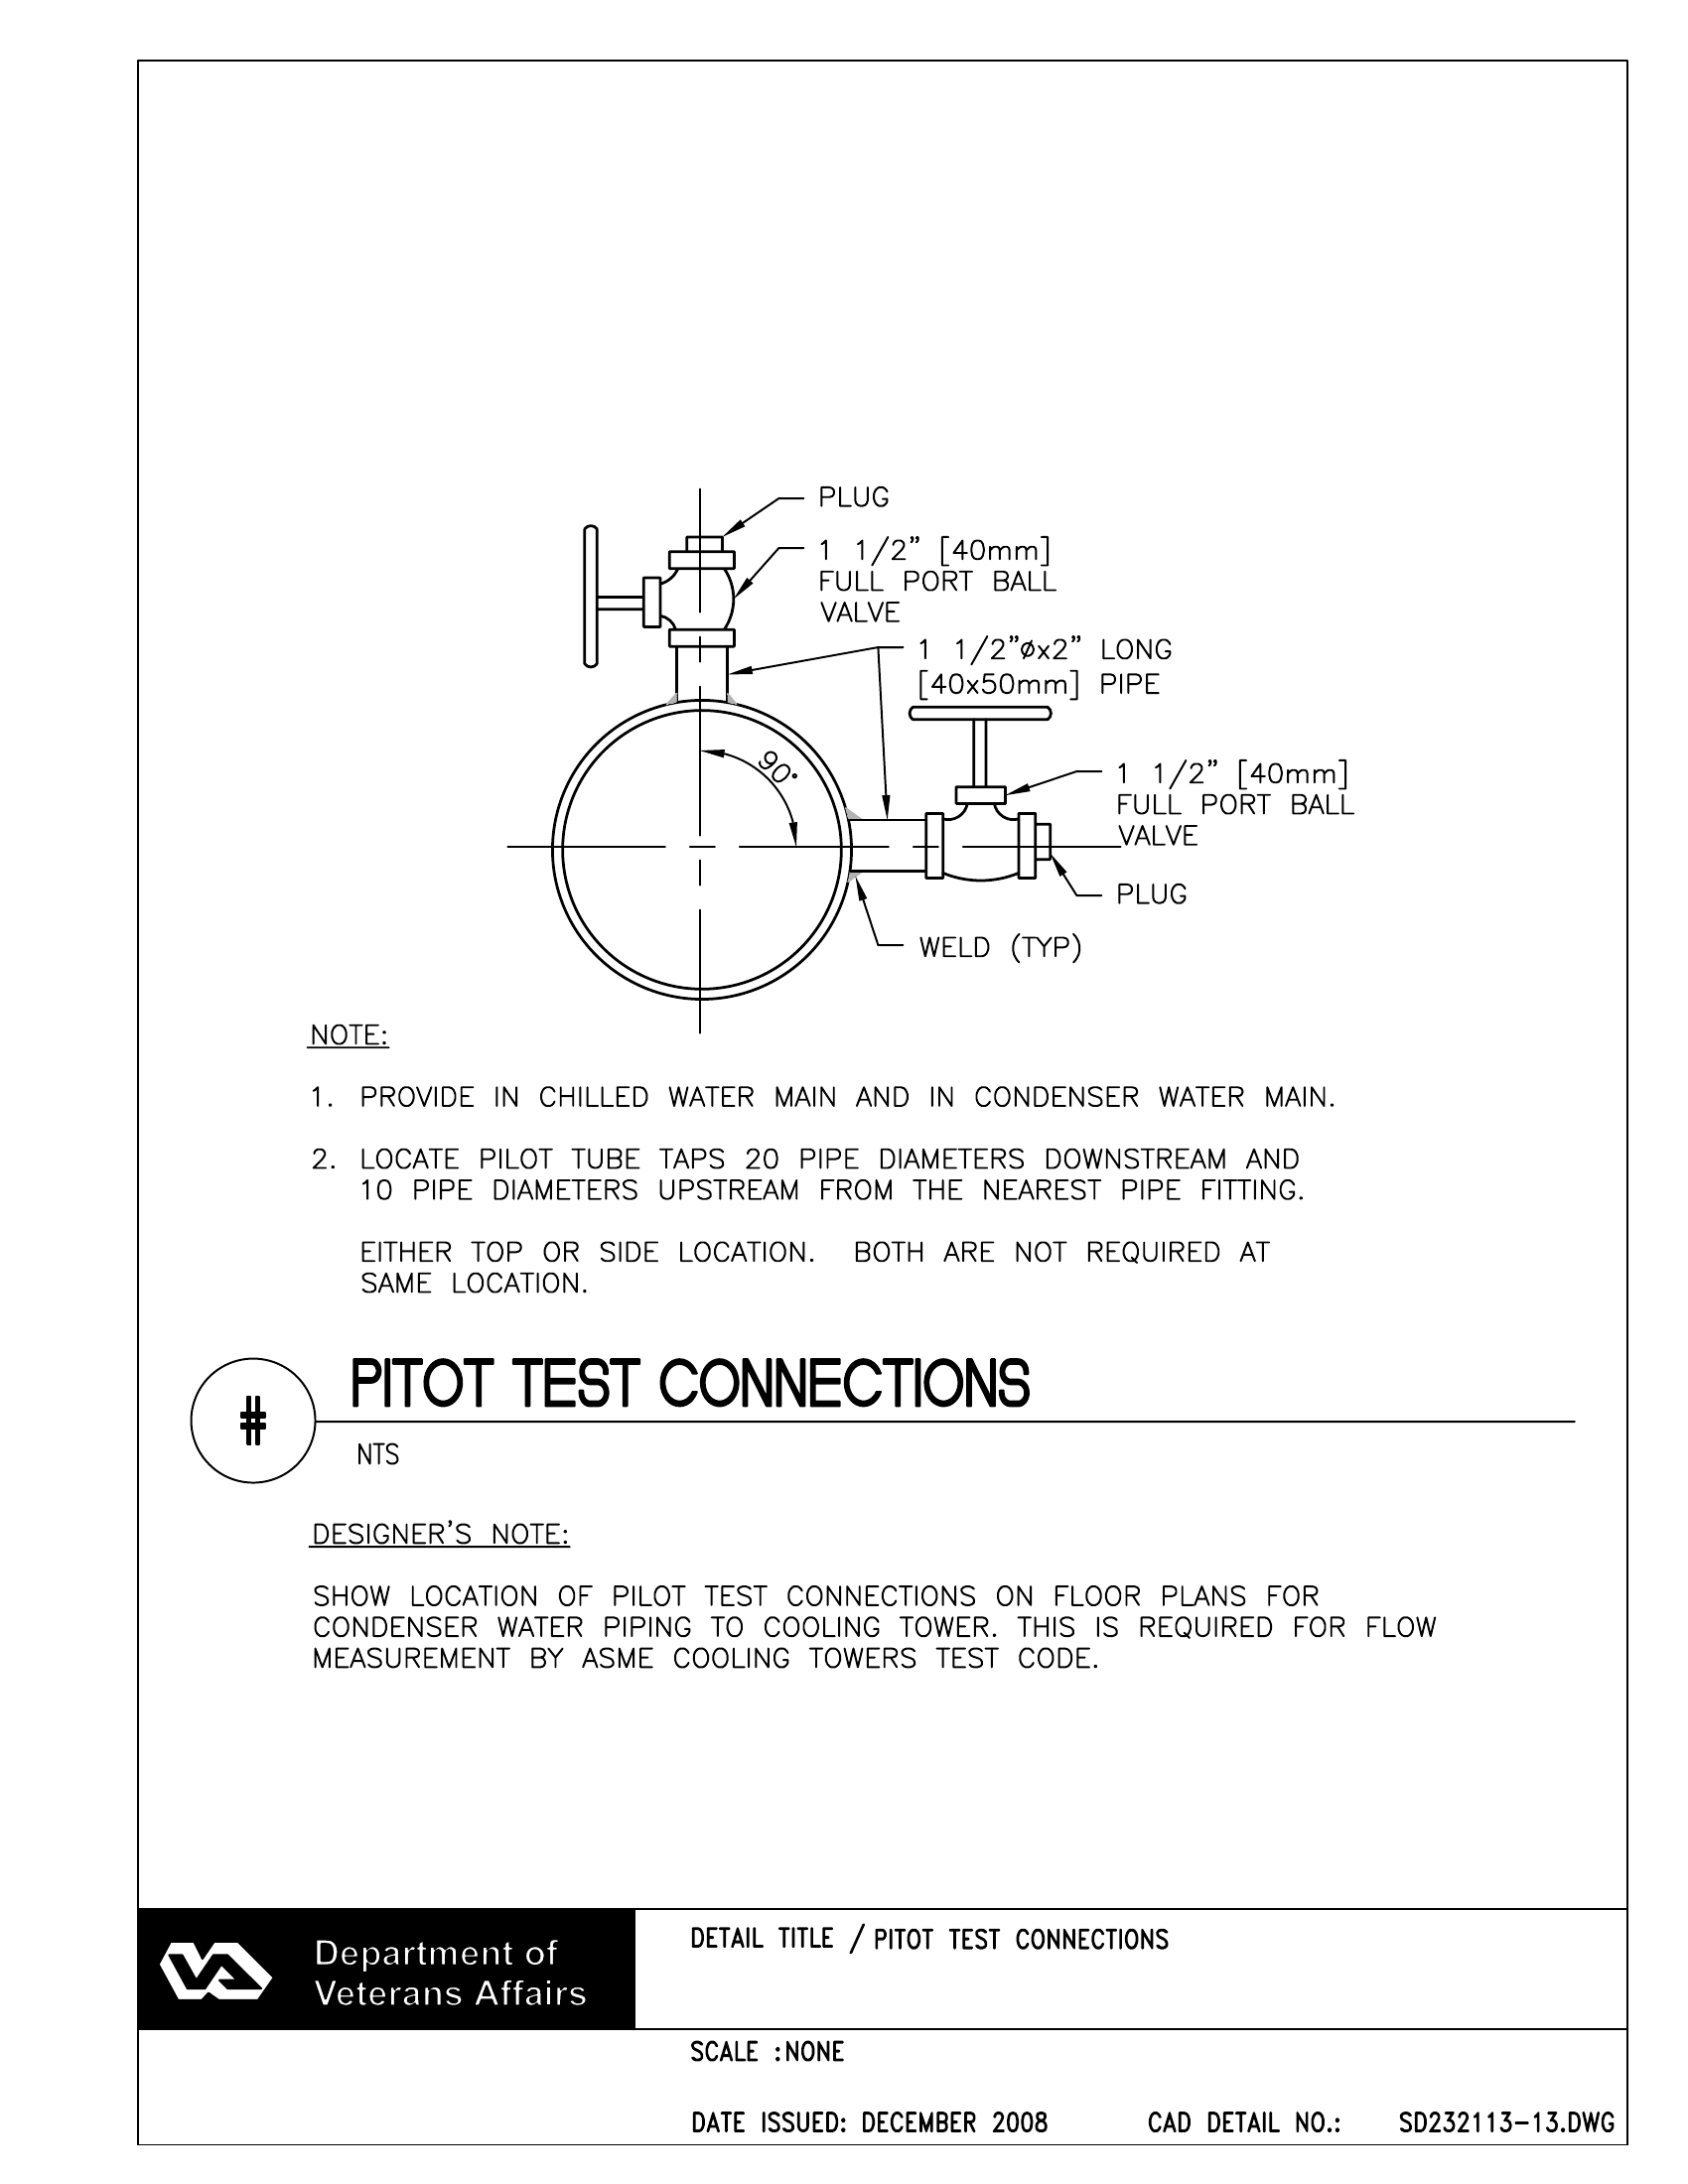 PLUG
1 1/2" [40mm]
FULL PORT BALL
VALVE
1 1/2"øx2" LONG
[40x50mm] PIPE
90°
1 1/2" [40mm]
FULL PORT BALL
VALVE
PLUG
WELD (TYP)
NOTE:
1. PROVIDE IN CHILLED WATER MAIN AND IN CONDENSER WATER MAIN.
2. LOCATE PILOT TUBE TAPS 20 PIPE DIAMETERS DOWNSTREAM AND
10 PIPE DIAMETERS UPSTREAM FROM THE NEAREST PIPE FITTING.
EITHER TOP OR SIDE LOCATION. BOTH ARE NOT REQUIRED AT
SAME LOCATION.
# PITOT TEST CONNECTIONS
NTS
DESIGNER'S NOTE:
SHOW LOCATION OF PILOT TEST CONNECTIONS ON FLOOR PLANS FOR
CONDENSER WATER PIPING TO COOLING TOWER. THIS IS REQUIRED FOR FLOW
MEASUREMENT BY ASME COOLING TOWERS TEST CODE.
Department of
Veterans Affairs
DETAIL TITLE / PITOT TEST CONNECTIONS
SCALE :NONE
DATE ISSUED: DECEMBER 2008 CAD DETAIL NO.: SD232113-13.DWG